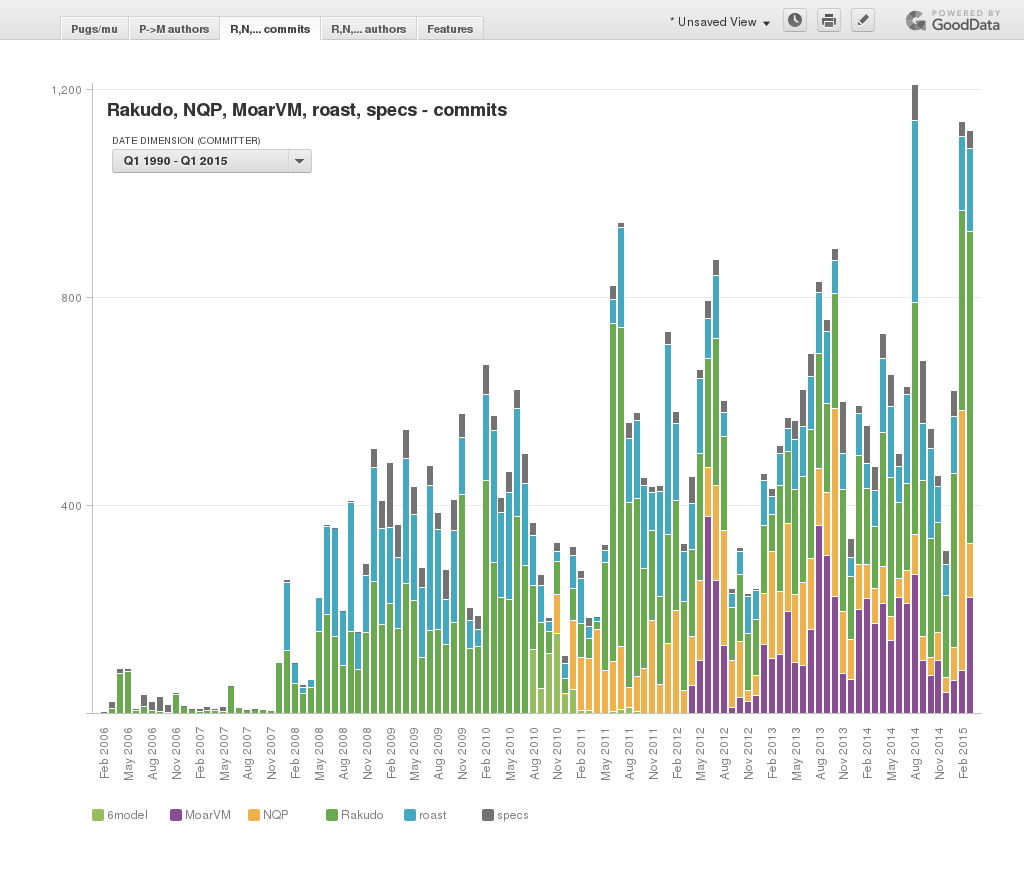 Pugs/mu
P->M authors
R,N,... commits
R,N,... authors
Features
* Unsaved View
POWERED BY
GoodData
Rakudo, NQP, MoarVM, roast, specs - commits
DATE DIMENSION (COMMITTER)
Q1 1990 - Q1 2015
1,200
800
400
Feb 2006
May 2006
Aug 2006
Nov 2006
Feb 2007
May 2007
Aug 2007
Nov 2007
Feb 2008
May 2008
Aug 2008
Nov 2008
Feb 2009
May 2009
Aug 2009
Nov 2009
Feb 2010
May 2010
Aug 2010
Nov 2010
Feb 2011
May 2011
Aug 2011
Nov 2011
Feb 2012
May 2012
Aug 2012
Nov 2012
Feb 2013
May 2013
Aug 2013
Nov 2013
Feb 2014
May 2014
Aug 2014
Nov 2014
Feb 2015
6model
MoarVM
NQP
Rakudo
roast
specs